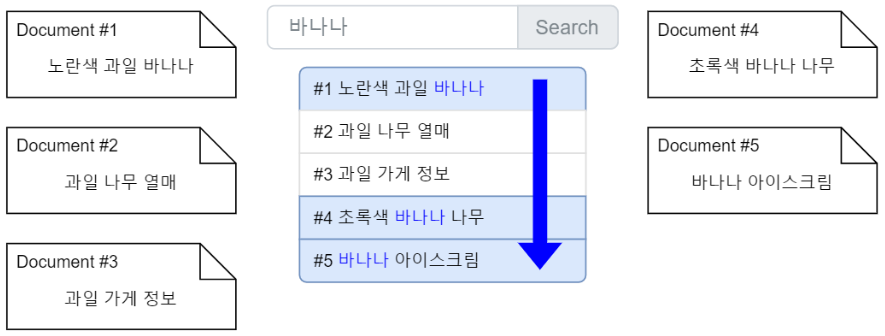 Document #1
노란색 과일 바나나
Document #2
과일 나무 열매
Document #3
과일 가게 정보
바나나 Search
#1 노란색 과일 바나나
#2 과일 나무 열매
#3 과일 가게 정보
#4 초록색 바나나 나무
#5 바나나 아이스크림
Document #4
초록색 바나나 나무
Document #5
바나나 아이스크림